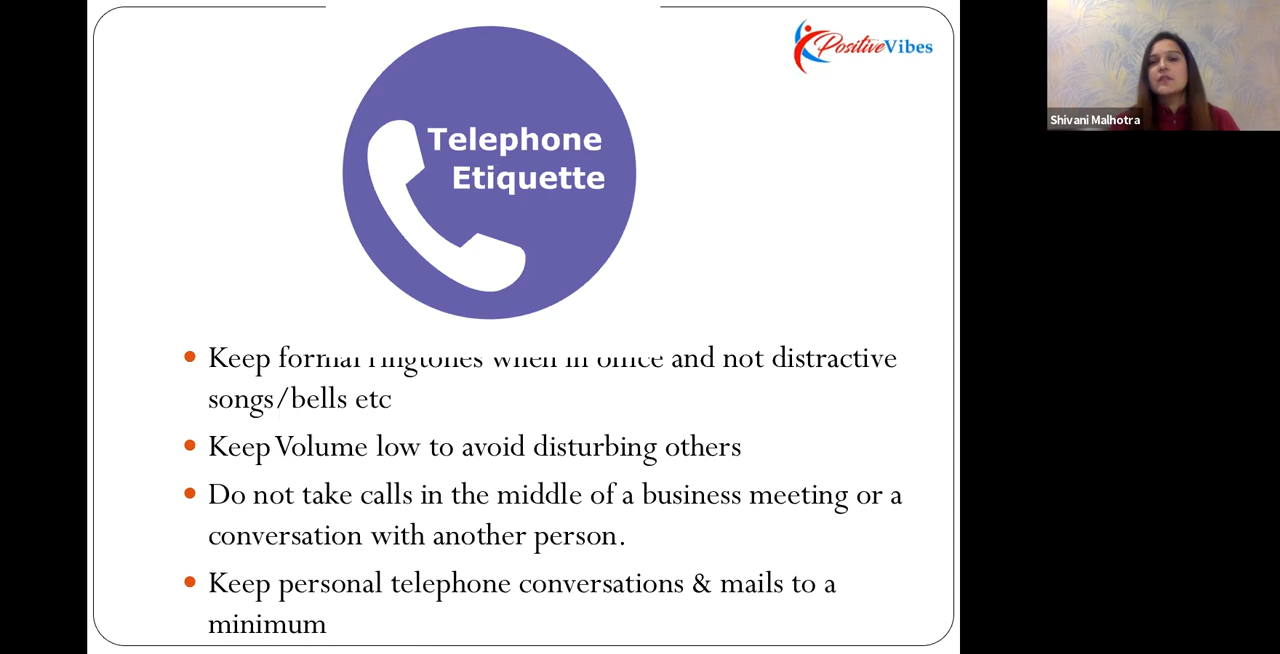 PositiveVibes
Shivani Malhotra
Telephone
Etiquette
Keep formal ringtones when in office and not distractive
songs/bells etc
Keep Volume low to avoid disturbing others
Do not take calls in the middle of a business meeting or a
conversation with another person.
Keep personal telephone conversations & mails to a
minimum